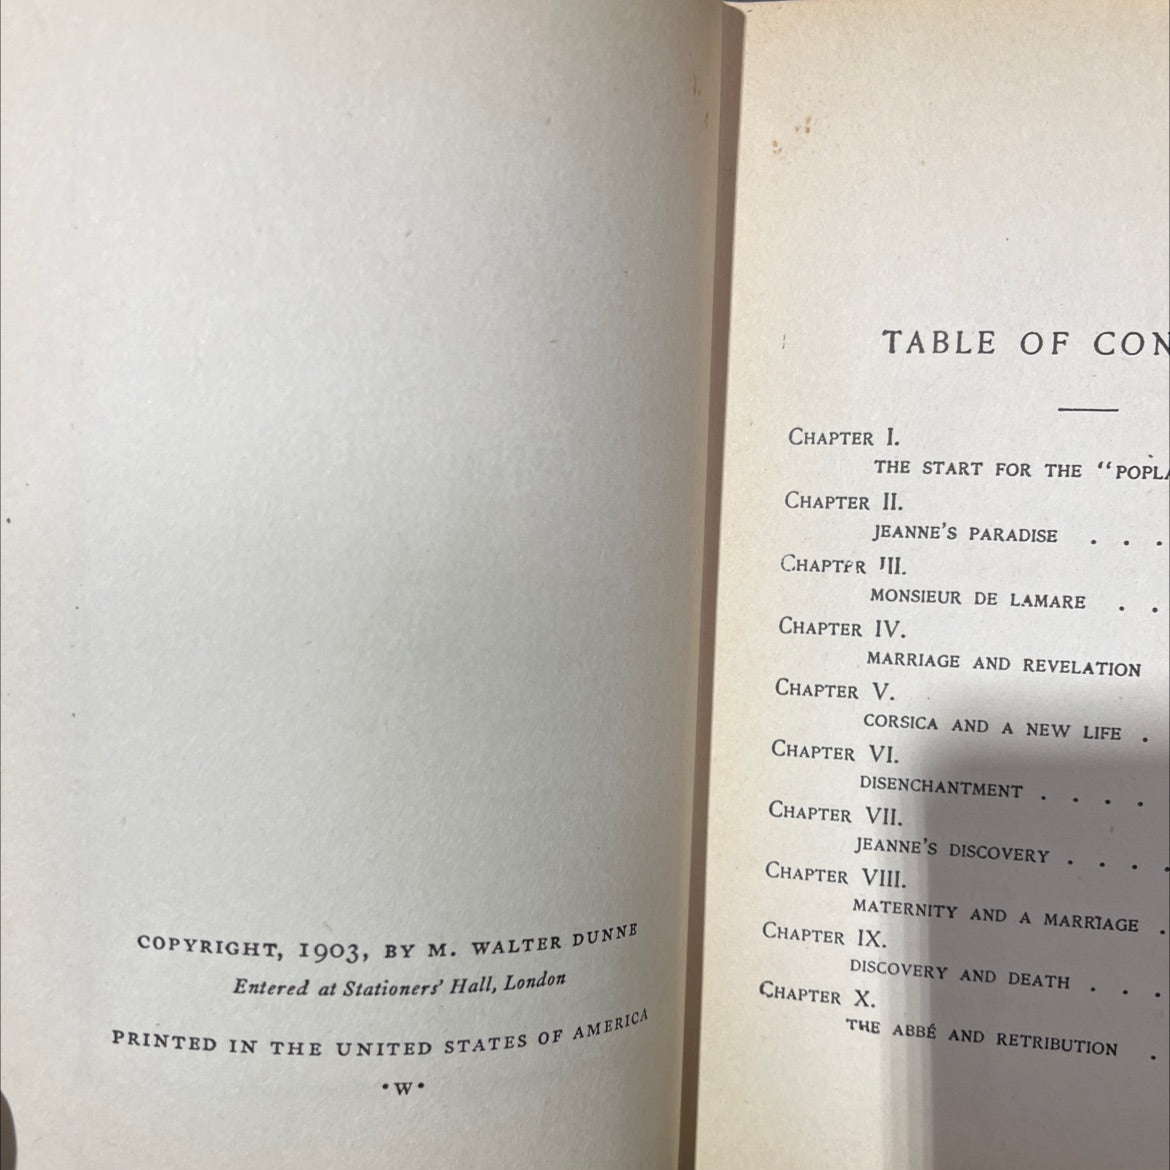 COPYRIGHT, 1903, BY M. WALTER DUNNE
Entered at Stationers' Hall, London
PRINTED IN THE UNITED STATES OF AMERICA
•W•
TABLE OF CON
CHAPTER I.
THE START FOR THE "POPLA
CHAPTER II.
JEANNE'S PARADISE . . .
CHAPTER III.
MONSIEUR DE LAMARE . .
CHAPTER IV.
MARRIAGE AND REVELATION
CHAPTER V.
CORSICA AND A NEW LIFE .
CHAPTER VI.
DISENCHANTMENT . . . .
CHAPTER VII.
JEANNE'S DISCOVERY . . . .
CHAPTER VIII.
MATERNITY AND A MARRIAGE .
CHAPTER IX.
DISCOVERY AND DEATH . . .
CHAPTER X.
THE ABBÉ AND RETRIBUTION .